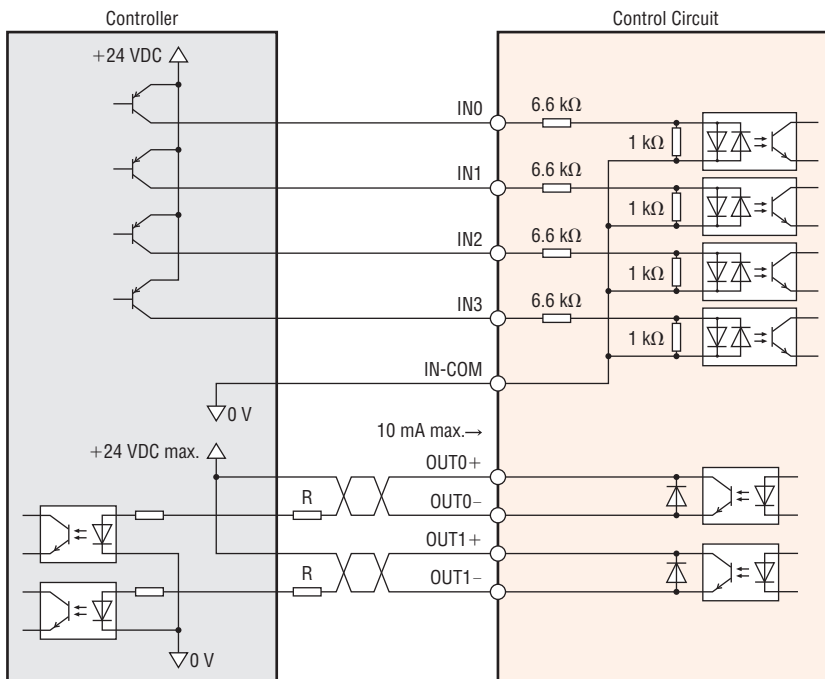 Controller
Control Circuit
+24 VDC
IN0
6.6 kΩ
1 kΩ
IN1
6.6 kΩ
1 kΩ
IN2
6.6 kΩ
1 kΩ
IN3
6.6 kΩ
1 kΩ
IN-COM
0 V
10 mA max.→
+24 VDC max.
OUT0+
R
OUT0−
OUT1+
R
OUT1−
0 V